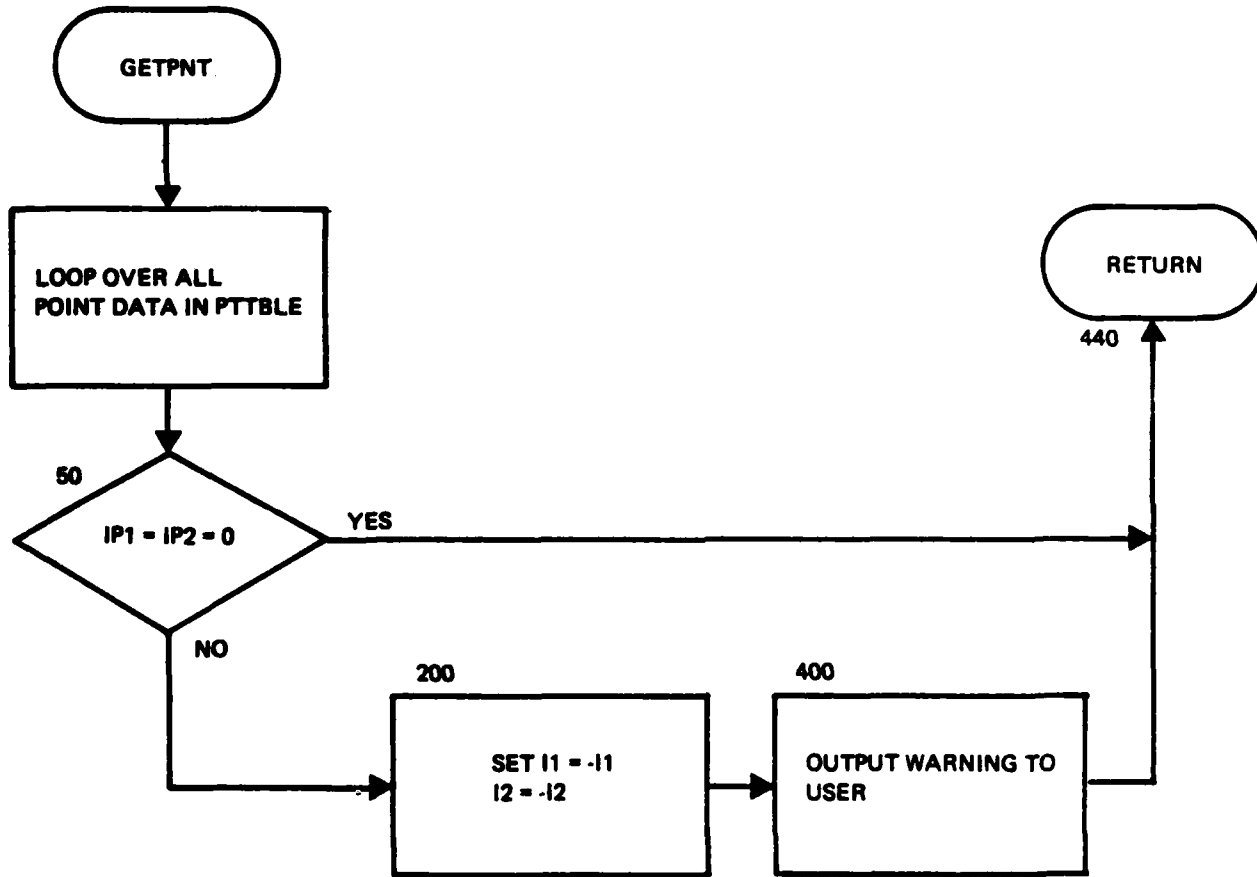 GETPNT
LOOP OVER ALL
POINT DATA IN PTTBLE
RETURN
440
50
IP1 = IP2 = 0
YES
NO
200
SET I1 = -I1
I2 = -I2
400
OUTPUT WARNING TO
USER